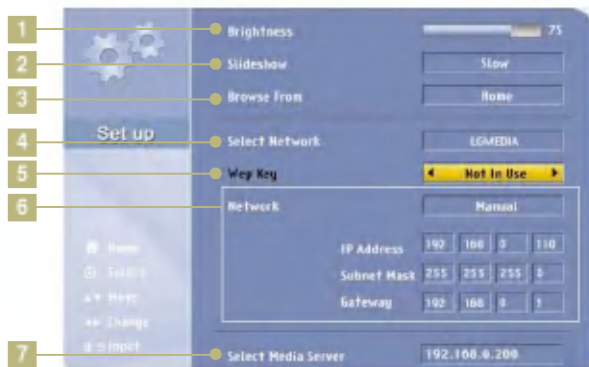 1 Brightness 75
2 Slideshow Slow
3 Browse From Home
Set up
4 Select Network LGMEDIA
5 Wep Key Not In Use
6 Network Manual
IP Address 192 168 0 110
Subnet Mask 255 255 255 0
Gateway 192 168 0 1
Home
Select
Move
Change
Input
7 Select Media Server 192.168.0.200